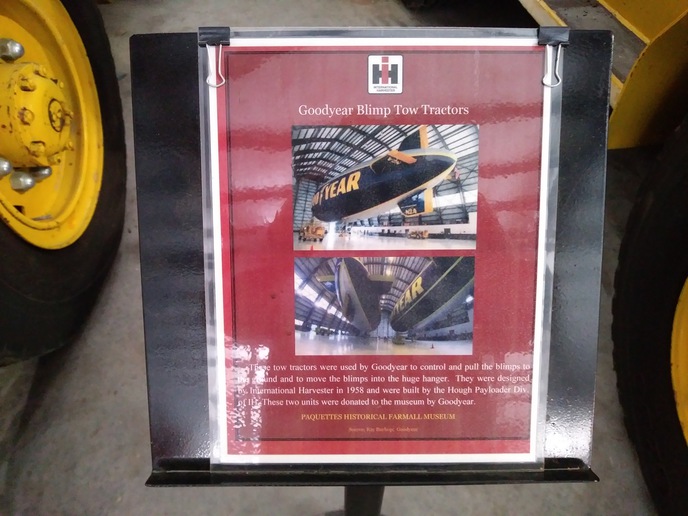 IH
INTERNATIONAL
HARVESTER
Goodyear Blimp Tow Tractors
YEAR
N2A
YEAR
These tow tractors were used by Goodyear to control and pull the blimps to
the ground and to move the blimps into the huge hanger. They were designed
by International Harvester in 1958 and were built by the Hough Payloader Div.
of IH. These two units were donated to the museum by Goodyear.
PAQUETTES HISTORICAL FARMALL MUSEUM
Goodyear